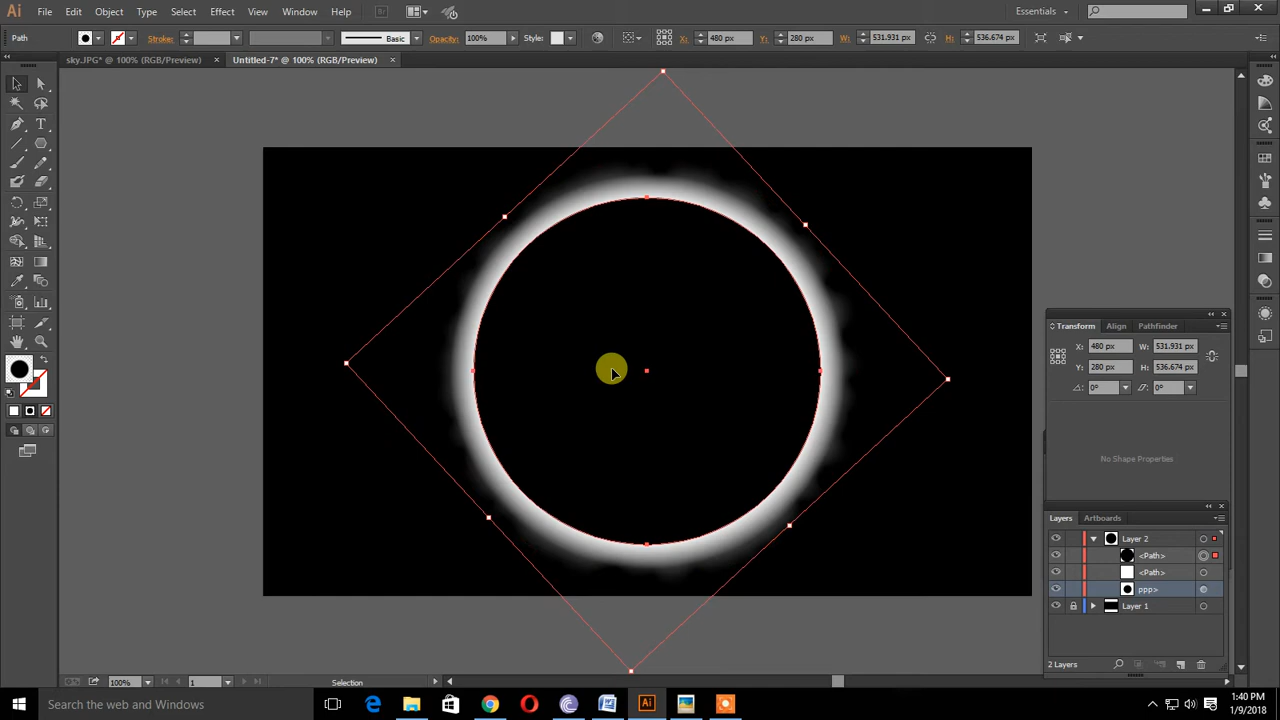 Ai File Edit Object Type Select Effect View Window Help Br Essentials
Path Stroke: Basic Opacity: 100% Style: X: 480 px Y: 280 px W: 531.931 px H: 536.674 px
sky.JPG* @ 100% (RGB/Preview) × Untitled-7* @ 100% (RGB/Preview) ×
Transform Align Pathfinder
X: 480 px W: 531.931 px
Y: 280 px H: 536.674 px
0° 0°
No Shape Properties
Layers Artboards
Layer 2
<Path>
<Path>
ppp>
Layer 1
2 Layers
100% 1 Selection
Search the web and Windows
1:40 PM
1/9/2018